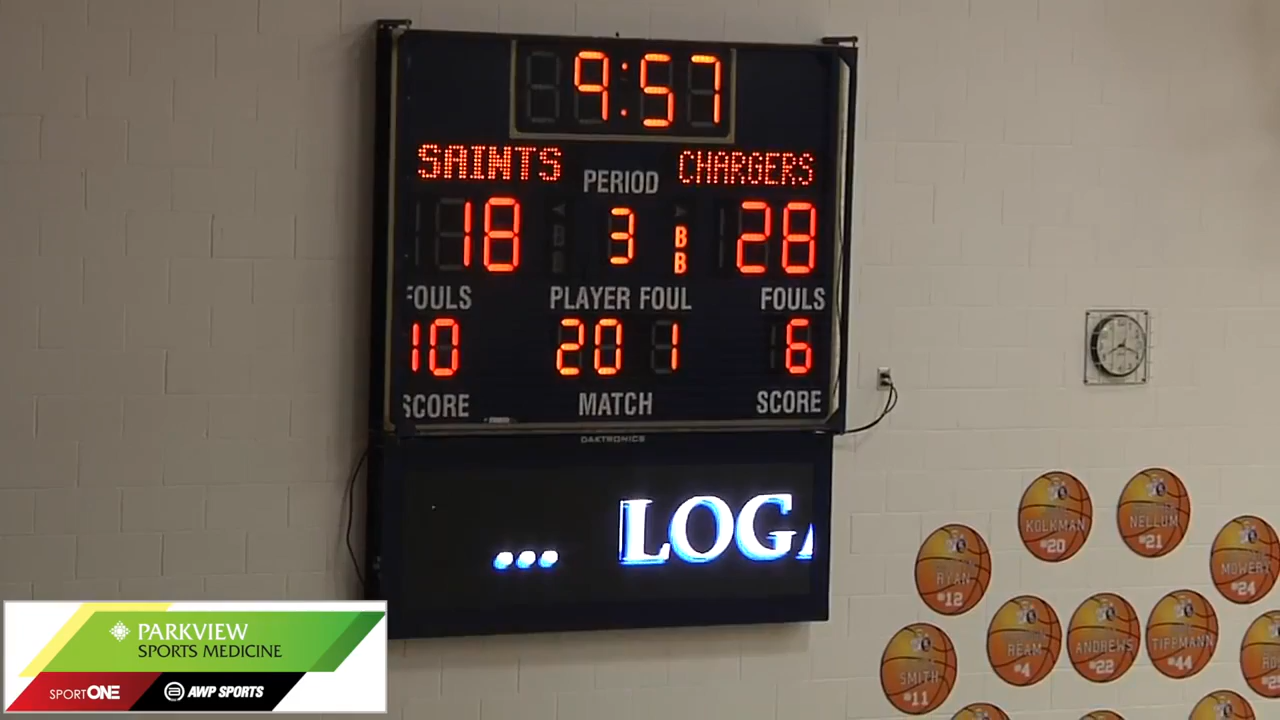 9:57
SAINTS
CHARGERS
PERIOD
18
3
B
B
28
FOULS
PLAYER FOUL
FOULS
10
20 1
6
SCORE
MATCH
SCORE
DAKTRONICS
... LOGA
KOLKMAN
#20
NELLUM
#21
RYAN
#12
MOWERY
#24
REAM
#4
ANDREWS
#22
TIPPMANN
#44
SMITH
#11
PARKVIEW
SPORTS MEDICINE
SPORTONE
AWP SPORTS